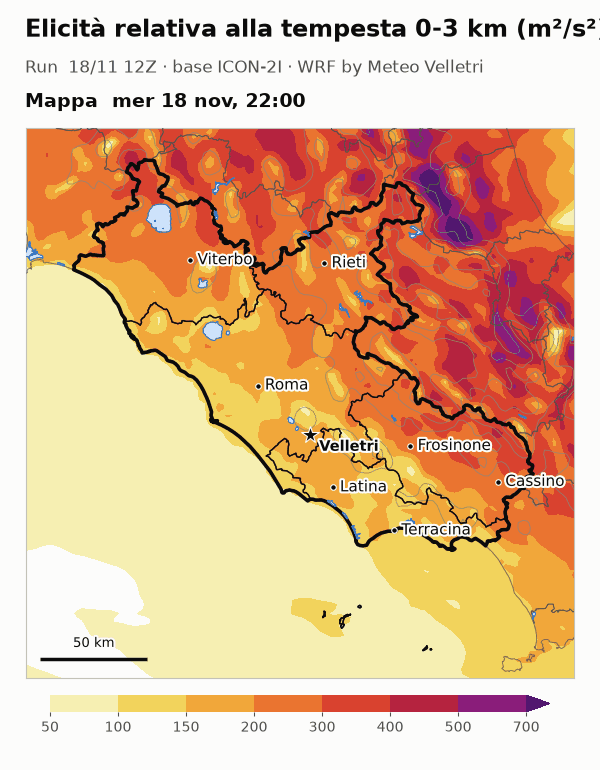 Elicità relativa alla tempesta 0-3 km (m²/s²)
Run 18/11 12Z · base ICON-2I · WRF by Meteo Velletri
Mappa mer 18 nov, 22:00
Viterbo
Rieti
Roma
Velletri
Frosinone
Cassino
Latina
Terracina
50 km
50 100 150 200 300 400 500 700